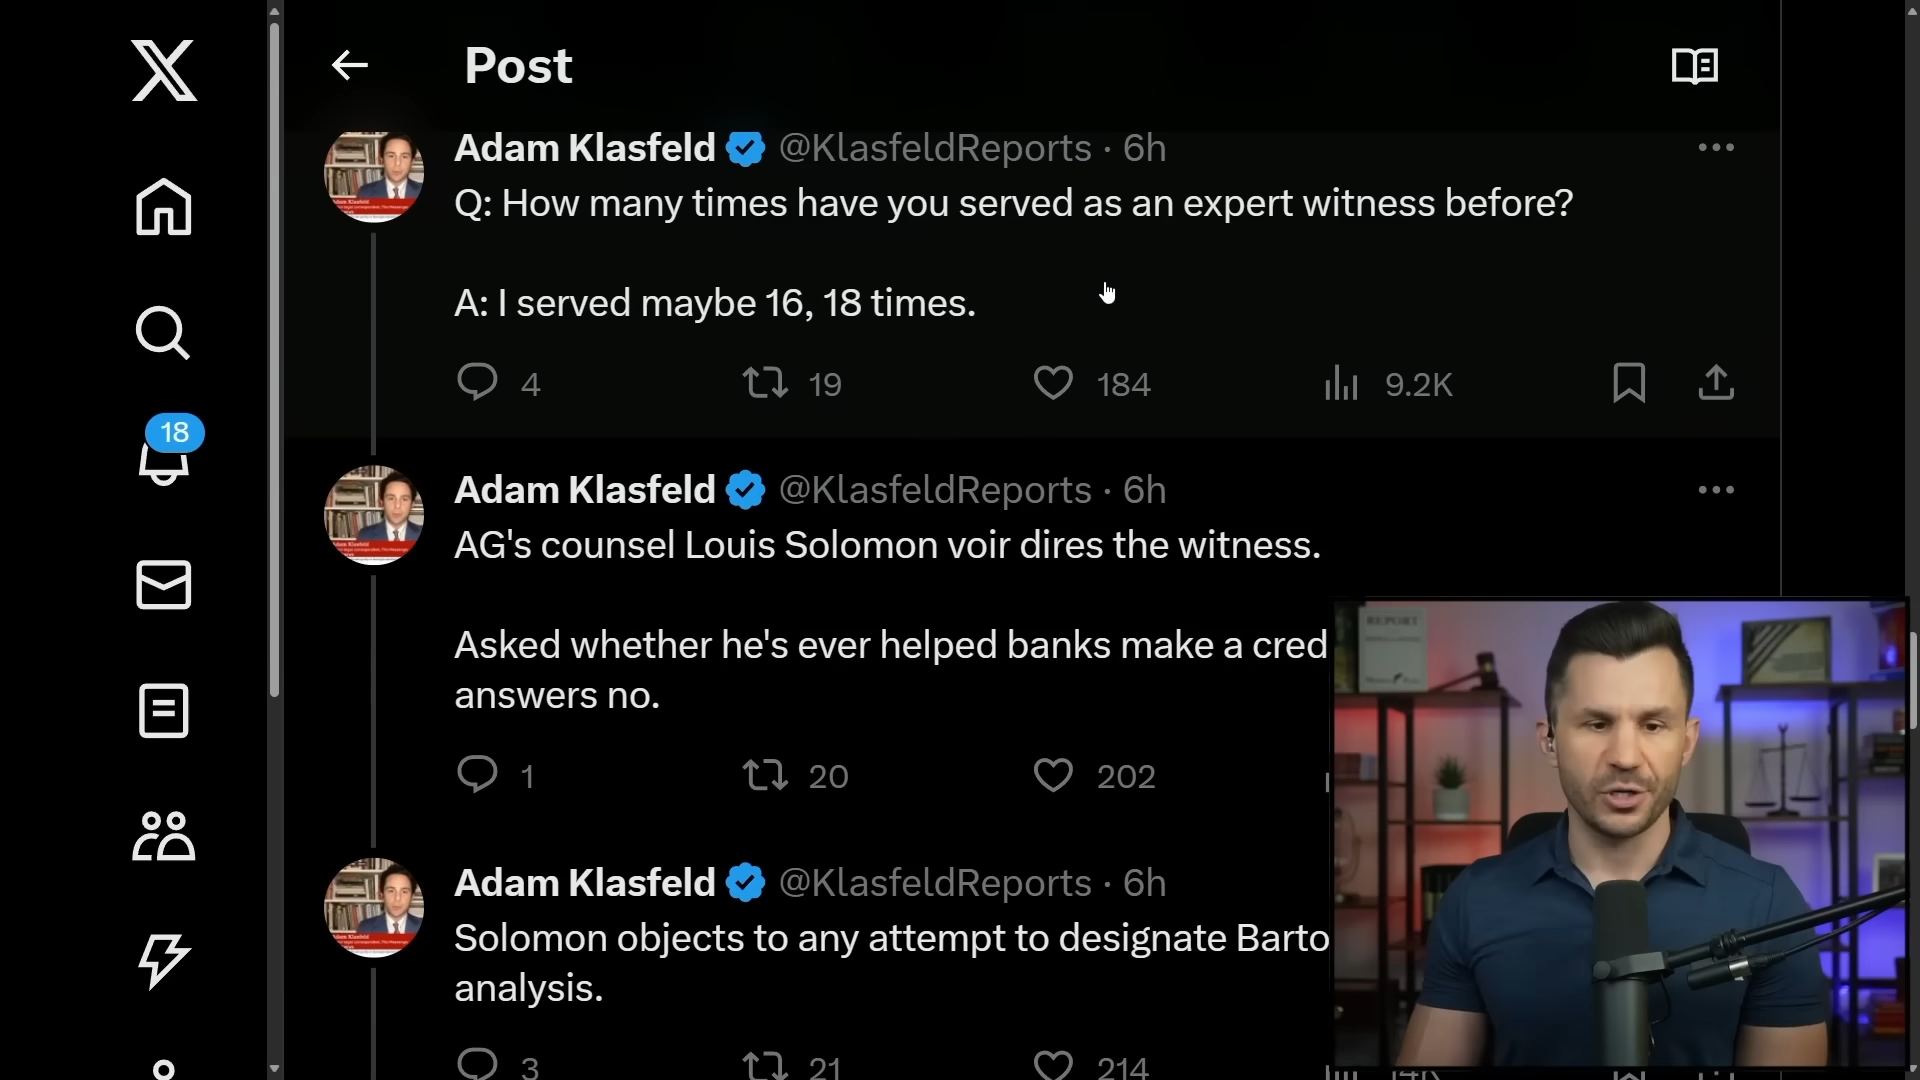 Post
Adam Klasfeld @KlasfeldReports · 6h
Q: How many times have you served as an expert witness before?
A: I served maybe 16, 18 times.
4 19 184 9.2K
18
Adam Klasfeld @KlasfeldReports · 6h
AG's counsel Louis Solomon voir dires the witness.
Asked whether he's ever helped banks make a cred
answers no.
1 20 202
Adam Klasfeld @KlasfeldReports · 6h
Solomon objects to any attempt to designate Barto
analysis.
3 21 214
REPORT